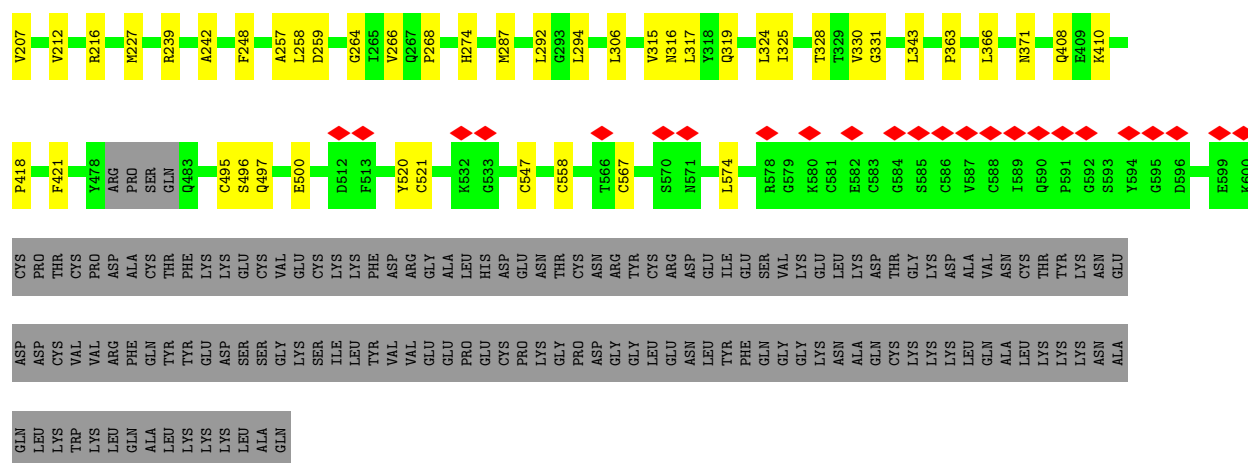 V207 V212 R216 M227 R239 A242 F248 A257 L258 D259 G264 I265 V266 Q267 P268 H274 M287 L292 G293 L294 L306 V315 N316 L317 Y318 Q319 L324 I325 T328 T329 V330 G331 L343 P363 L366 N371 Q408 E409 K410
P418 F421 Y478 ARG PRO SER GLN Q483 C495 S496 Q497 E500 D512 F513 Y520 C521 K532 G533 C547 C558 T566 C567 S570 N571 L574 R578 G579 K580 C581 E582 C583 G584 S585 C586 V587 C588 I589 Q590 P591 G592 S593 Y594 G595 D596 E599 K600
CYS PRO THR CYS PRO ASP ALA CYS THR PHE LYS LYS GLU CYS VAL GLU CYS LYS LYS PHE ASP ARG GLY ALA LEU HIS ASP GLU ASN THR CYS ASN ARG TYR CYS ARG ASP GLU ILE GLU SER VAL LYS GLU LEU LYS ASP THR GLY LYS ASP ALA VAL ASN CYS THR TYR LYS ASN GLU
ASP ASP CYS VAL VAL ARG PHE GLN TYR TYR GLU ASP SER SER GLY LYS SER ILE LEU TYR VAL VAL GLU GLU PRO GLU CYS PRO LYS GLY PRO ASP GLY GLY LEU GLU ASN LEU TYR PHE GLN GLY GLY LYS ASN ALA GLN CYS LYS LYS LYS LEU GLN ALA LEU LYS LYS LYS ASN ALA
GLN LEU LYS TRP LYS LEU GLN ALA LEU LYS LYS LYS LEU ALA GLN